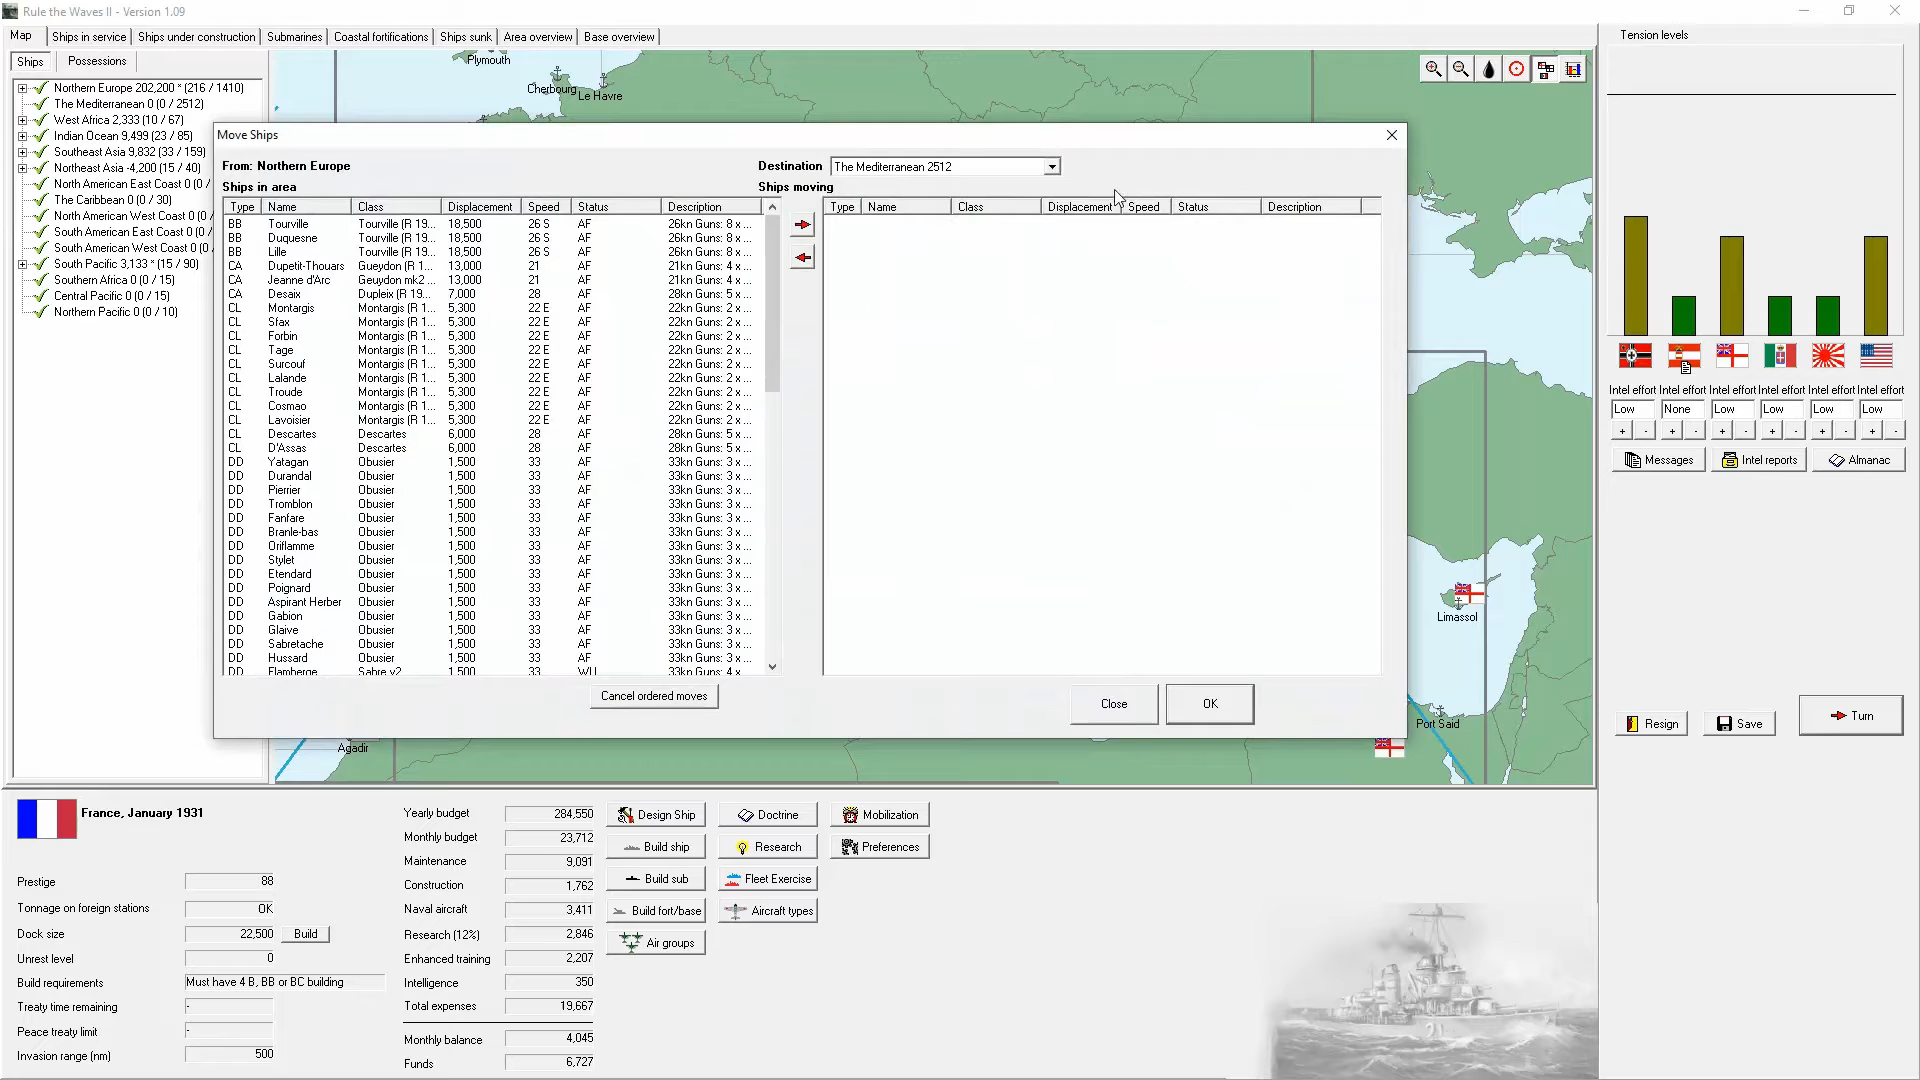 Rule the Waves II - Version 1.09
Map
Ships in service
Ships under construction
Submarines
Coastal fortifications
Ships sunk
Area overview
Base overview
Ships
Possessions
Northern Europe 202,200 * (216 / 1410)
The Mediterranean 0 (0 / 2512)
West Africa 2,333 (10 / 67)
Indian Ocean 9,499 (23 / 85)
Southeast Asia 9,832 (33 / 159)
Northeast Asia -4,200 (15 / 40)
North American East Coast 0 (0 /
The Caribbean 0 (0 / 30)
North American West Coast 0 (0
South American East Coast 0 (0
South American West Coast 0 (0
South Pacific 3,133 * (15 / 90)
Southern Africa 0 (0 / 15)
Central Pacific 0 (0 / 15)
Northern Pacific 0 (0 / 10)
Plymouth
Cherbourg
Le Havre
Move Ships
From: Northern Europe
Destination
The Mediterranean 2512
Ships in area
Ships moving
Type Name Class Displacement Speed Status Description
BB Tourville Tourville (R 19... 18,500 26 S AF 26kn Guns: 8 x ...
BB Duquesne Tourville (R 19... 18,500 26 S AF 26kn Guns: 8 x ...
BB Lille Tourville (R 19... 18,500 26 S AF 26kn Guns: 8 x ...
CA Dupetit-Thouars Gueydon (R 1... 13,000 21 AF 21kn Guns: 4 x ...
CA Jeanne d'Arc Geuydon mk2 ... 13,000 21 AF 21kn Guns: 4 x ...
CA Desaix Dupleix (R 19... 7,000 28 AF 28kn Guns: 5 x ...
CL Montargis Montargis (R 1... 5,300 22 E AF 22kn Guns: 2 x ...
CL Sfax Montargis (R 1... 5,300 22 E AF 22kn Guns: 2 x ...
CL Forbin Montargis (R 1... 5,300 22 E AF 22kn Guns: 2 x ...
CL Tage Montargis (R 1... 5,300 22 E AF 22kn Guns: 2 x ...
CL Surcouf Montargis (R 1... 5,300 22 E AF 22kn Guns: 2 x ...
CL Lalande Montargis (R 1... 5,300 22 E AF 22kn Guns: 2 x ...
CL Troude Montargis (R 1... 5,300 22 E AF 22kn Guns: 2 x ...
CL Cosmao Montargis (R 1... 5,300 22 E AF 22kn Guns: 2 x ...
CL Lavoisier Montargis (R 1... 5,300 22 E AF 22kn Guns: 2 x ...
CL Descartes Descartes 6,000 28 AF 28kn Guns: 5 x ...
CL D'Assas Descartes 6,000 28 AF 28kn Guns: 5 x ...
DD Yatagan Obusier 1,500 33 AF 33kn Guns: 3 x ...
DD Durandal Obusier 1,500 33 AF 33kn Guns: 3 x ...
DD Pierrier Obusier 1,500 33 AF 33kn Guns: 3 x ...
DD Tromblon Obusier 1,500 33 AF 33kn Guns: 3 x ...
DD Fanfare Obusier 1,500 33 AF 33kn Guns: 3 x ...
DD Branle-bas Obusier 1,500 33 AF 33kn Guns: 3 x ...
DD Oriflamme Obusier 1,500 33 AF 33kn Guns: 3 x ...
DD Stylet Obusier 1,500 33 AF 33kn Guns: 3 x ...
DD Etendard Obusier 1,500 33 AF 33kn Guns: 3 x ...
DD Poignard Obusier 1,500 33 AF 33kn Guns: 3 x ...
DD Aspirant Herber Obusier 1,500 33 AF 33kn Guns: 3 x ...
DD Gabion Obusier 1,500 33 AF 33kn Guns: 3 x ...
DD Glaive Obusier 1,500 33 AF 33kn Guns: 3 x ...
DD Sabretache Obusier 1,500 33 AF 33kn Guns: 3 x ...
DD Hussard Obusier 1,500 33 AF 33kn Guns: 3 x ...
DD Flamberge Sabre v2 1,500 33 WU 33kn Guns: 4 x ...
Type Name Class Displacement Speed Status Description
Cancel ordered moves
Close
OK
Agadir
Limassol
Port Said
Tension levels
Intel effort Intel effort Intel effort Intel effort Intel effort Intel effort
Low None Low Low Low Low
+ - + - + - + - + - + -
Messages
Intel reports
Almanac
Resign
Save
Turn
France, January 1931
Prestige 88
Tonnage on foreign stations OK
Dock size 22,500 Build
Unrest level 0
Build requirements Must have 4 B, BB or BC building
Treaty time remaining -
Peace treaty limit -
Invasion range (nm) 500
Yearly budget 284,550
Monthly budget 23,712
Maintenance 9,091
Construction 1,762
Naval aircraft 3,411
Research (12%) 2,846
Enhanced training 2,207
Intelligence 350
Total expenses 19,667
Monthly balance 4,045
Funds 6,727
Design Ship
Doctrine
Mobilization
Build ship
Research
Preferences
Build sub
Fleet Exercise
Build fort/base
Aircraft types
Air groups